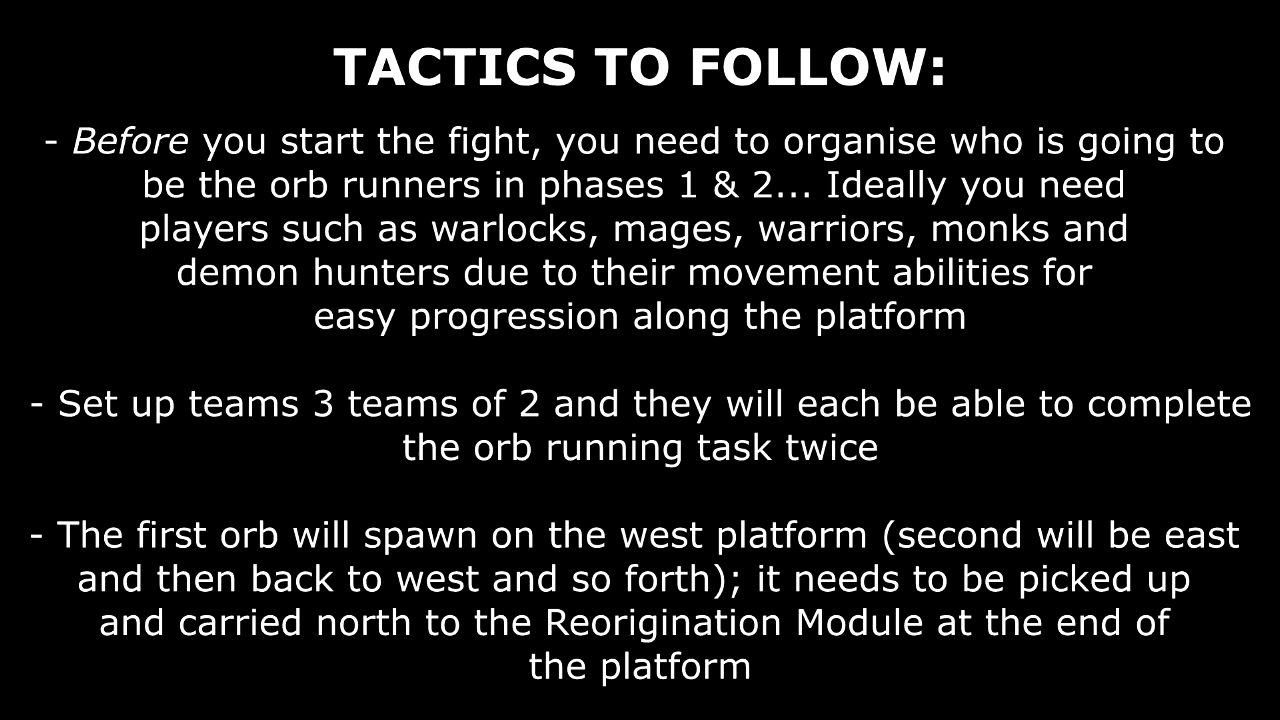 TACTICS TO FOLLOW:
- Before you start the fight, you need to organise who is going to
be the orb runners in phases 1 & 2... Ideally you need
players such as warlocks, mages, warriors, monks and
demon hunters due to their movement abilities for
easy progression along the platform
- Set up teams 3 teams of 2 and they will each be able to complete
the orb running task twice
- The first orb will spawn on the west platform (second will be east
and then back to west and so forth); it needs to be picked up
and carried north to the Reorigination Module at the end of
the platform